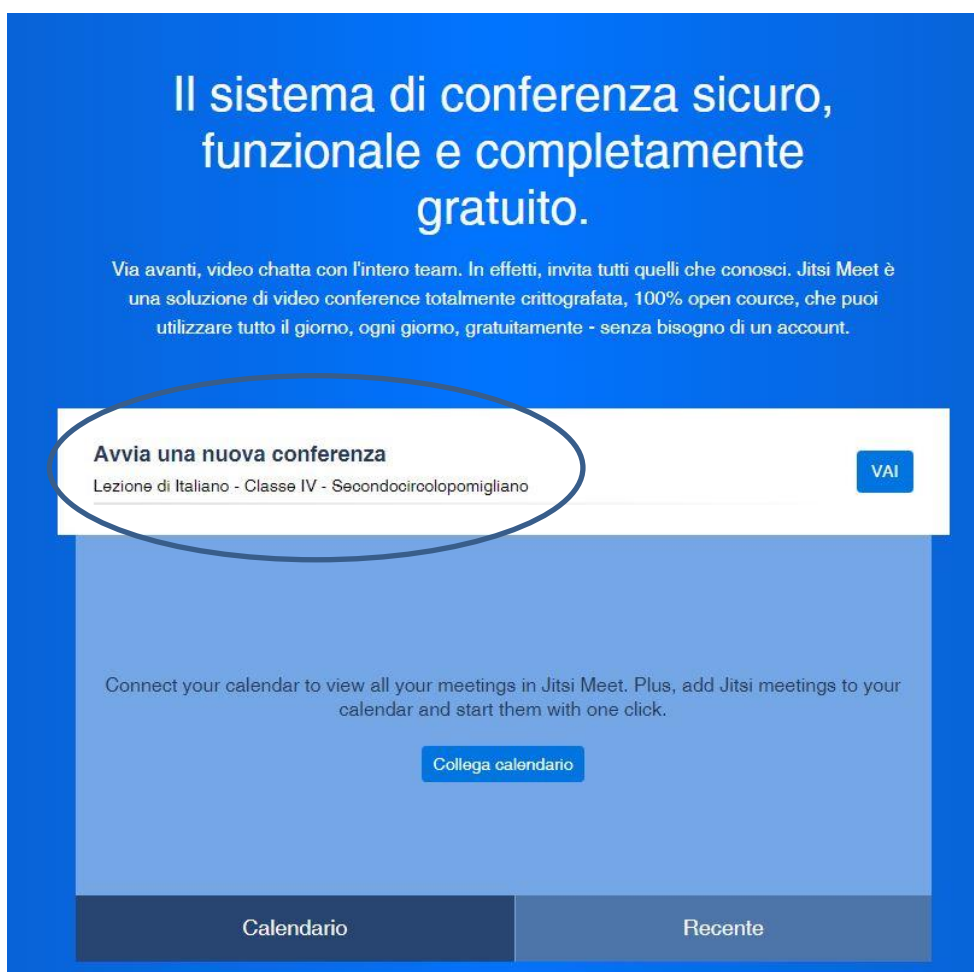 Il sistema di conferenza sicuro,
funzionale e completamente
gratuito.
Via avanti, video chatta con l'intero team. In effetti, invita tutti quelli che conosci. Jitsi Meet è
una soluzione di video conference totalmente crittografata, 100% open cource, che puoi
utilizzare tutto il giorno, ogni giorno, gratuitamente - senza bisogno di un account.
Avvia una nuova conferenza
Lezione di Italiano - Classe IV - Secondocircolopomigliano
VAI
Connect your calendar to view all your meetings in Jitsi Meet. Plus, add Jitsi meetings to your
calendar and start them with one click.
Collega calendario
Calendario
Recente